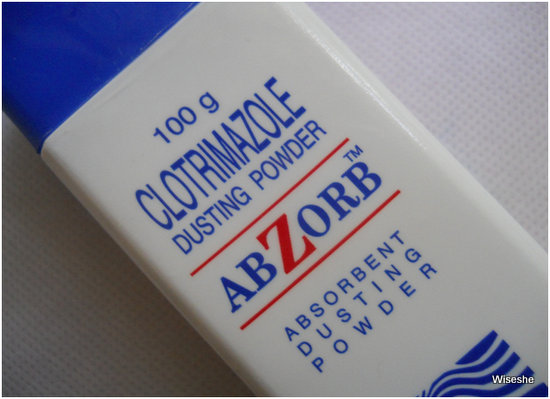 100 g
CLOTRIMAZOLE
DUSTING POWDER
ABZORB™
ABSORBENT
DUSTING
POWDER
Wiseshe